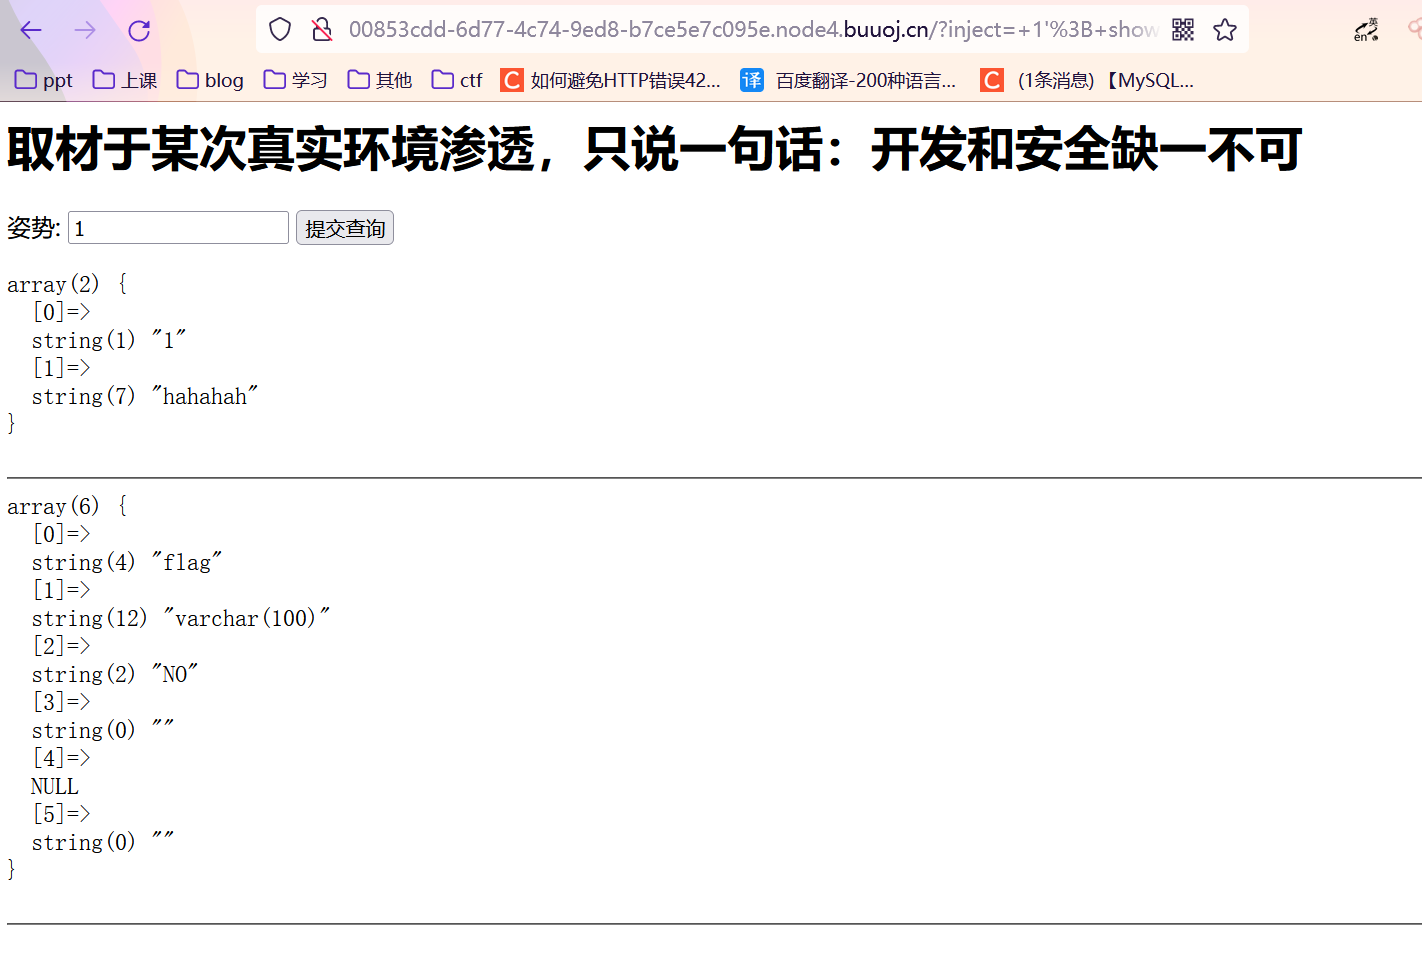 00853cdd-6d77-4c74-9ed8-b7ce5e7c095e.node4.buuoj.cn/?inject=+1'%3B+show
英
en
ppt 上课 blog 学习 其他 ctf C 如何避免HTTP错误42... 译 百度翻译-200种语言... C (1条消息) 【MySQL...
取材于某次真实环境渗透，只说一句话：开发和安全缺一不可
姿势: 1 提交查询
array(2) {
[0]=>
string(1) "1"
[1]=>
string(7) "hahahah"
}
array(6) {
[0]=>
string(4) "flag"
[1]=>
string(12) "varchar(100)"
[2]=>
string(2) "NO"
[3]=>
string(0) ""
[4]=>
NULL
[5]=>
string(0) ""
}